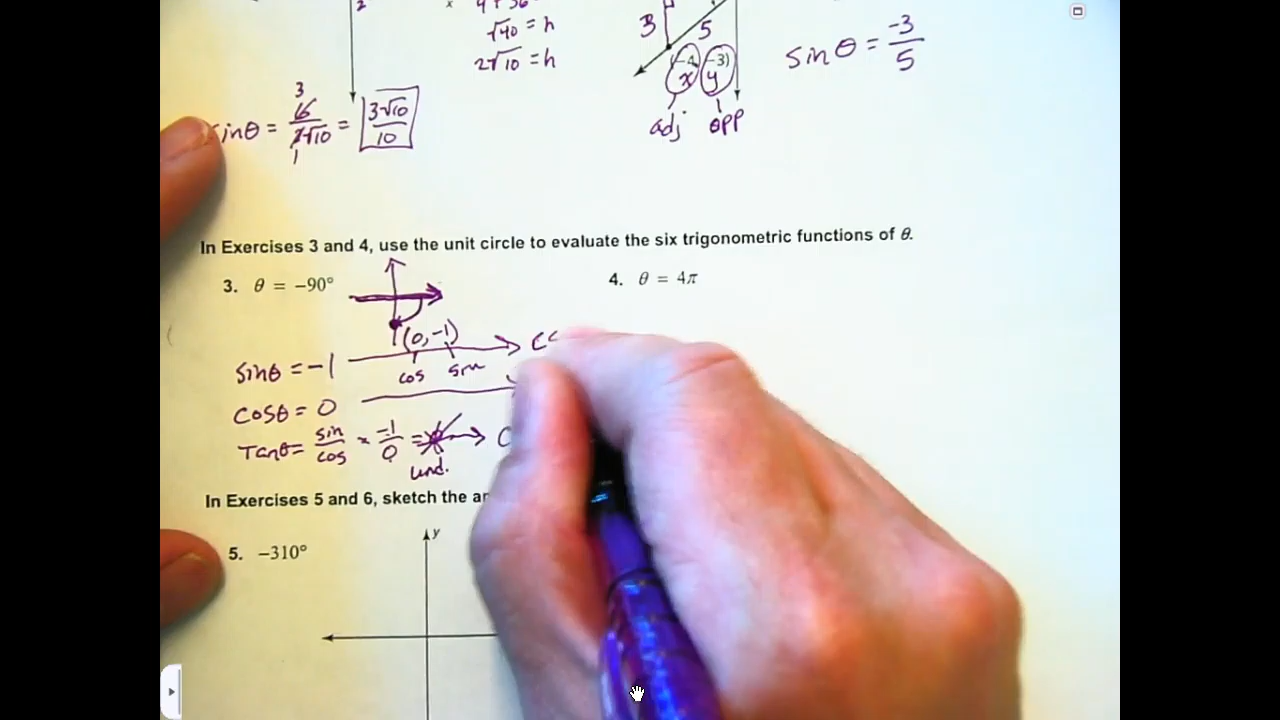 2
x 4+36=
√40 = h
2√10 = h
sinθ = 6/2√10 = 3√10/10
3
1
3
5
(-4, -3)
x y
adj opp
sin θ = -3/5
In Exercises 3 and 4, use the unit circle to evaluate the six trigonometric functions of θ.
3. θ = −90°
4. θ = 4π
(0, -1)
cos sin
sinθ = -1
cosθ = 0
Tanθ = sin/cos × -1/0 =
und.
In Exercises 5 and 6, sketch the
5. −310°
y